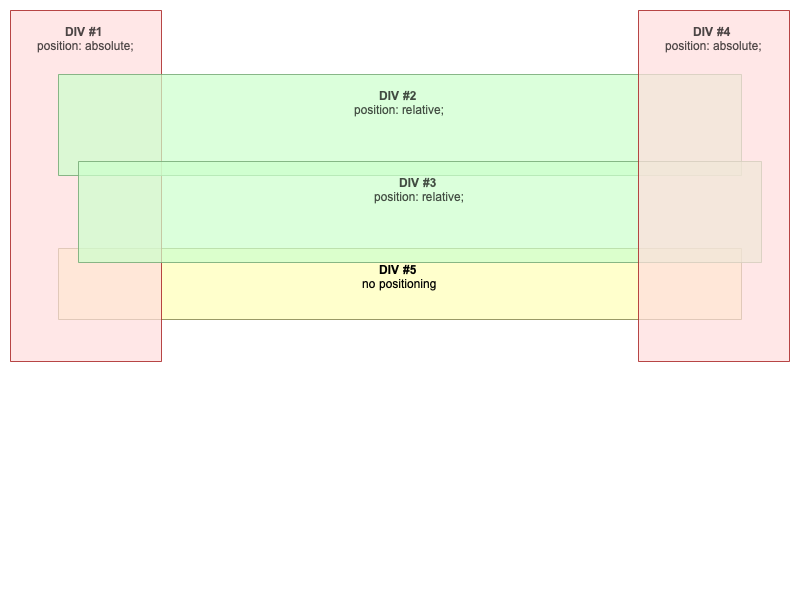 DIV #1
position: absolute;
DIV #4
position: absolute;
DIV #2
position: relative;
DIV #3
position: relative;
DIV #5
no positioning